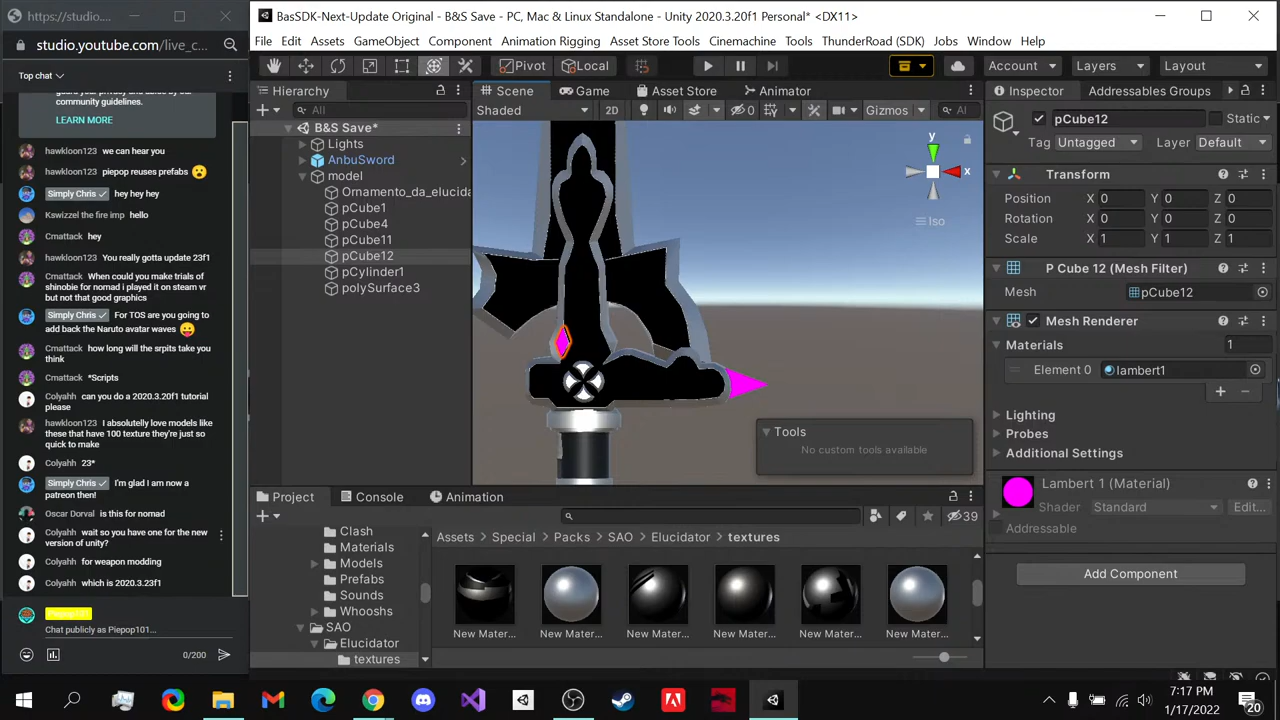 https://studio....
studio.youtube.com/live_c...
Top chat
guard your privacy and abide by our
community guidelines.
LEARN MORE
hawkloon123 we can hear you
hawkloon123 piepop reuses prefabs
Simply Chris hey hey hey
Kswizzel the fire imp hello
Cmattack hey
hawkloon123 You really gotta update 23f1
Cmattack When could you make trials of
shinobie for nomad i played it on steam vr
but not that good graphics
Simply Chris For TOS are you going to
add back the Naruto avatar waves
Cmattack how long will the srpits take you
think
Cmattack *Scripts
Colyahh can you do a 2020.3.20f1 tutorial
please
hawkloon123 I absolutelly love models like
these that have 100 texture they're just so
quick to make
Colyahh 23*
Simply Chris I'm glad I am now a
patreon then!
Oscar Dorval is this for nomad
Colyahh wait so you have one for the new
version of unity?
Colyahh for weapon modding
Colyahh which is 2020.3.23f1
Piepop101
Chat publicly as Piepop101...
0/200
BasSDK-Next-Update Original - B&S Save - PC, Mac & Linux Standalone - Unity 2020.3.20f1 Personal* <DX11>
File Edit Assets GameObject Component Animation Rigging Asset Store Tools Cinemachine Tools ThunderRoad (SDK) Jobs Window Help
Pivot Local Account Layers Layout
Hierarchy
All
B&S Save*
Lights
AnbuSword
model
Ornamento_da_elucida
pCube1
pCube4
pCube11
pCube12
pCylinder1
polySurface3
Scene Game Asset Store Animator
Shaded 2D 0 Gizmos Al
y
x
Iso
Tools
No custom tools available
Inspector Addressables Groups
pCube12 Static
Tag Untagged Layer Default
Transform
Position X 0 Y 0 Z 0
Rotation X 0 Y 0 Z 0
Scale X 1 Y 1 Z 1
P Cube 12 (Mesh Filter)
Mesh pCube12
Mesh Renderer
Materials 1
Element 0 lambert1
Lighting
Probes
Additional Settings
Lambert 1 (Material)
Shader Standard Edit...
Addressable
Add Component
Project Console Animation
39
Clash
Materials
Models
Prefabs
Sounds
Whooshs
SAO
Elucidator
textures
Assets Special Packs SAO Elucidator textures
New Mater... New Mater... New Mater... New Mater... New Mater... New Mater...
7:17 PM
1/17/2022
20